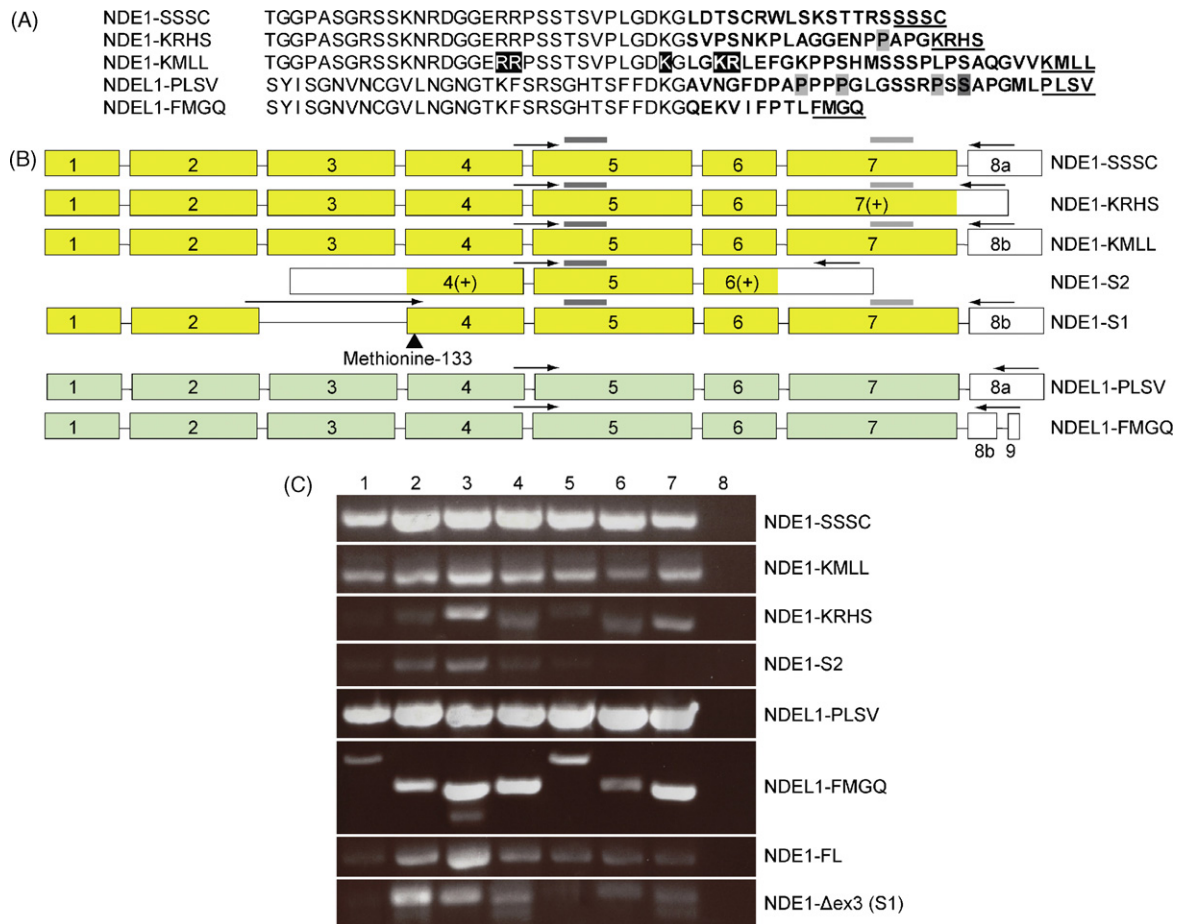 (A) NDE1-SSSC TGGPASGRSSKNRDGGERRPSSTSVPLGDKGLDTSCRWLSKSTTRSSSSC
NDE1-KRHS TGGPASGRSSKNRDGGERRPSSTSVPLGDKGSVPSNKPLAGGENPPAPGKRHS
NDE1-KMLL TGGPASGRSSKNRDGGERRPSSTSVPLGDKGLGKRLEFGKPPSHMSSSPLPSAQGVVKMLL
NDEL1-PLSV SYISGNVNCGVLNGNGTKFSRSGHTSFFDKGAVNGFDPAPPPGLGSSRPSSAPGMLPLSV
NDEL1-FMGQ SYISGNVNCGVLNGNGTKFSRSGHTSFFDKGQEKVIFPTLFMGQ
(B)
1 2 3 4 5 6 7 8a NDE1-SSSC
1 2 3 4 5 6 7(+) NDE1-KRHS
1 2 3 4 5 6 7 8b NDE1-KMLL
4(+) 5 6(+) NDE1-S2
1 2 4 5 6 7 8b NDE1-S1
Methionine-133
1 2 3 4 5 6 7 8a NDEL1-PLSV
1 2 3 4 5 6 7 NDEL1-FMGQ
8b 9
(C) 1 2 3 4 5 6 7 8
NDE1-SSSC
NDE1-KMLL
NDE1-KRHS
NDE1-S2
NDEL1-PLSV
NDEL1-FMGQ
NDE1-FL
NDE1-Δex3 (S1)